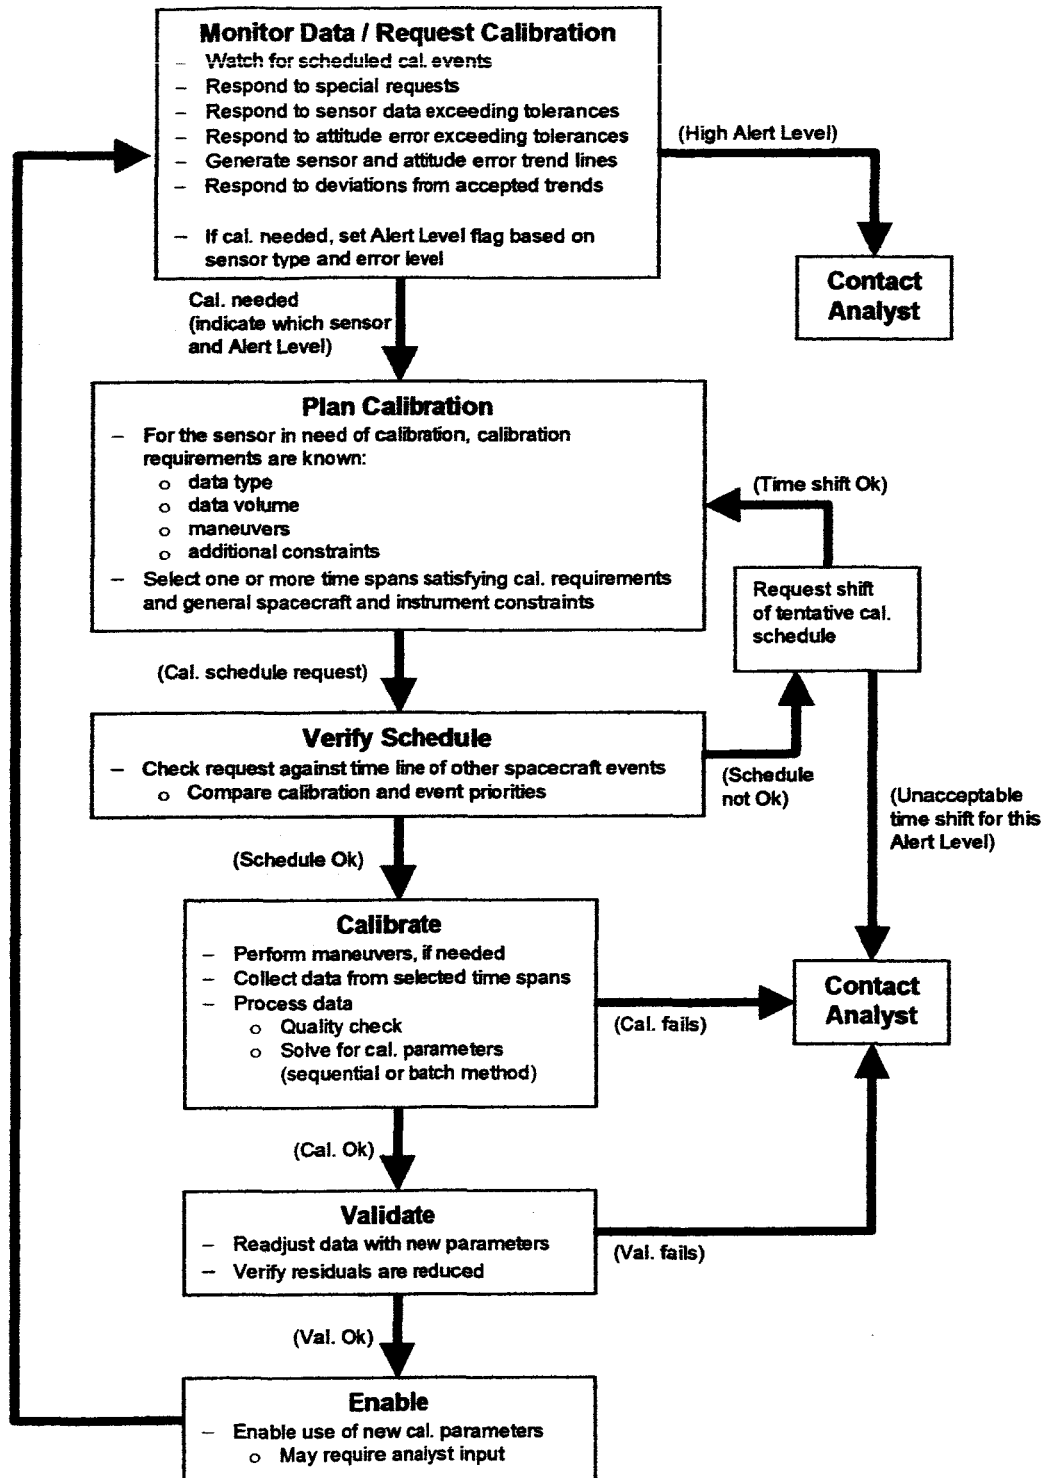 Monitor Data / Request Calibration
– Watch for scheduled cal. events
– Respond to special requests
– Respond to sensor data exceeding tolerances
– Respond to attitude error exceeding tolerances
– Generate sensor and attitude error trend lines
– Respond to deviations from accepted trends
– If cal. needed, set Alert Level flag based on
sensor type and error level
(High Alert Level)
Contact
Analyst
Cal. needed
(indicate which sensor
and Alert Level)
Plan Calibration
– For the sensor in need of calibration, calibration
requirements are known:
o data type
o data volume
o maneuvers
o additional constraints
– Select one or more time spans satisfying cal. requirements
and general spacecraft and instrument constraints
(Time shift Ok)
Request shift
of tentative cal.
schedule
(Cal. schedule request)
Verify Schedule
– Check request against time line of other spacecraft events
o Compare calibration and event priorities
(Schedule
not Ok)
(Unacceptable
time shift for this
Alert Level)
(Schedule Ok)
Calibrate
– Perform maneuvers, if needed
– Collect data from selected time spans
– Process data
o Quality check
o Solve for cal. parameters
(sequential or batch method)
(Cal. fails)
Contact
Analyst
(Cal. Ok)
Validate
– Readjust data with new parameters
– Verify residuals are reduced
(Val. fails)
(Val. Ok)
Enable
– Enable use of new cal. parameters
o May require analyst input